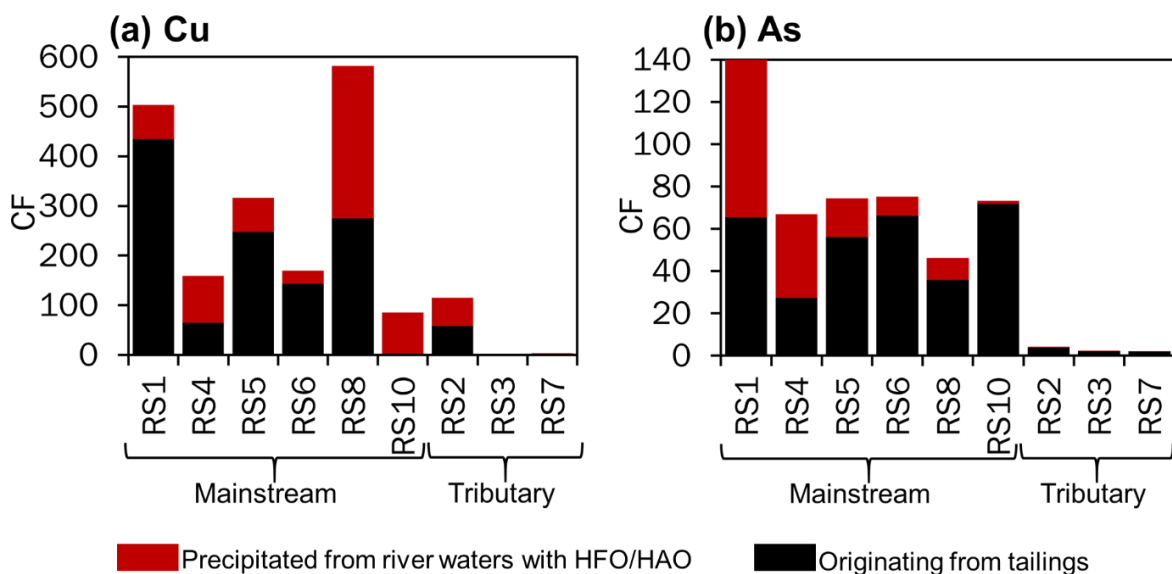 (a) Cu
600
500
400
300
200
100
0
CF
RS1
RS4
RS5
RS6
RS8
RS10
RS2
RS3
RS7
Mainstream
Tributary
(b) As
140
120
100
80
60
40
20
0
CF
RS1
RS4
RS5
RS6
RS8
RS10
RS2
RS3
RS7
Mainstream
Tributary
Precipitated from river waters with HFO/HAO
Originating from tailings